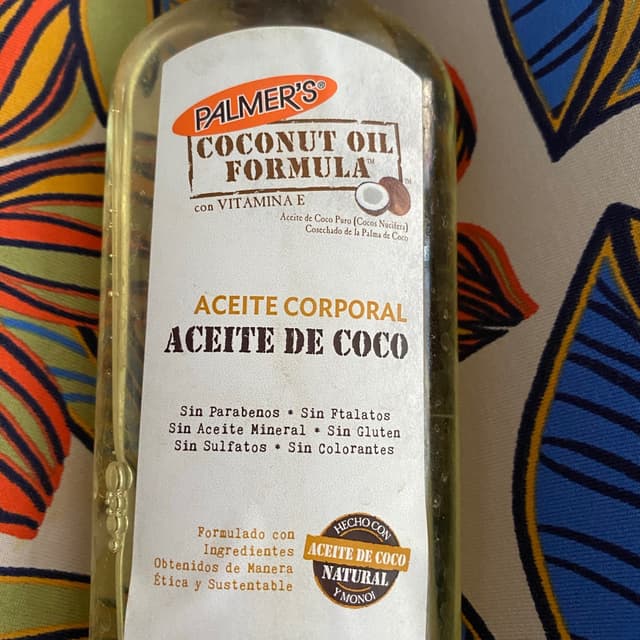 PALMER'S®
COCONUT OIL
FORMULA™
con VITAMINA E
Aceite de Coco Puro (Cocos Nucifera)
Cosechado de la Palma de Coco
ACEITE CORPORAL
ACEITE DE COCO
Sin Parabenos * Sin Ftalatos
Sin Aceite Mineral * Sin Gluten
Sin Sulfatos * Sin Colorantes
Formulado con
Ingredientes
Obtenidos de Manera
Ética y Sustentable
HECHO CON
ACEITE DE COCO
NATURAL
Y MONOI